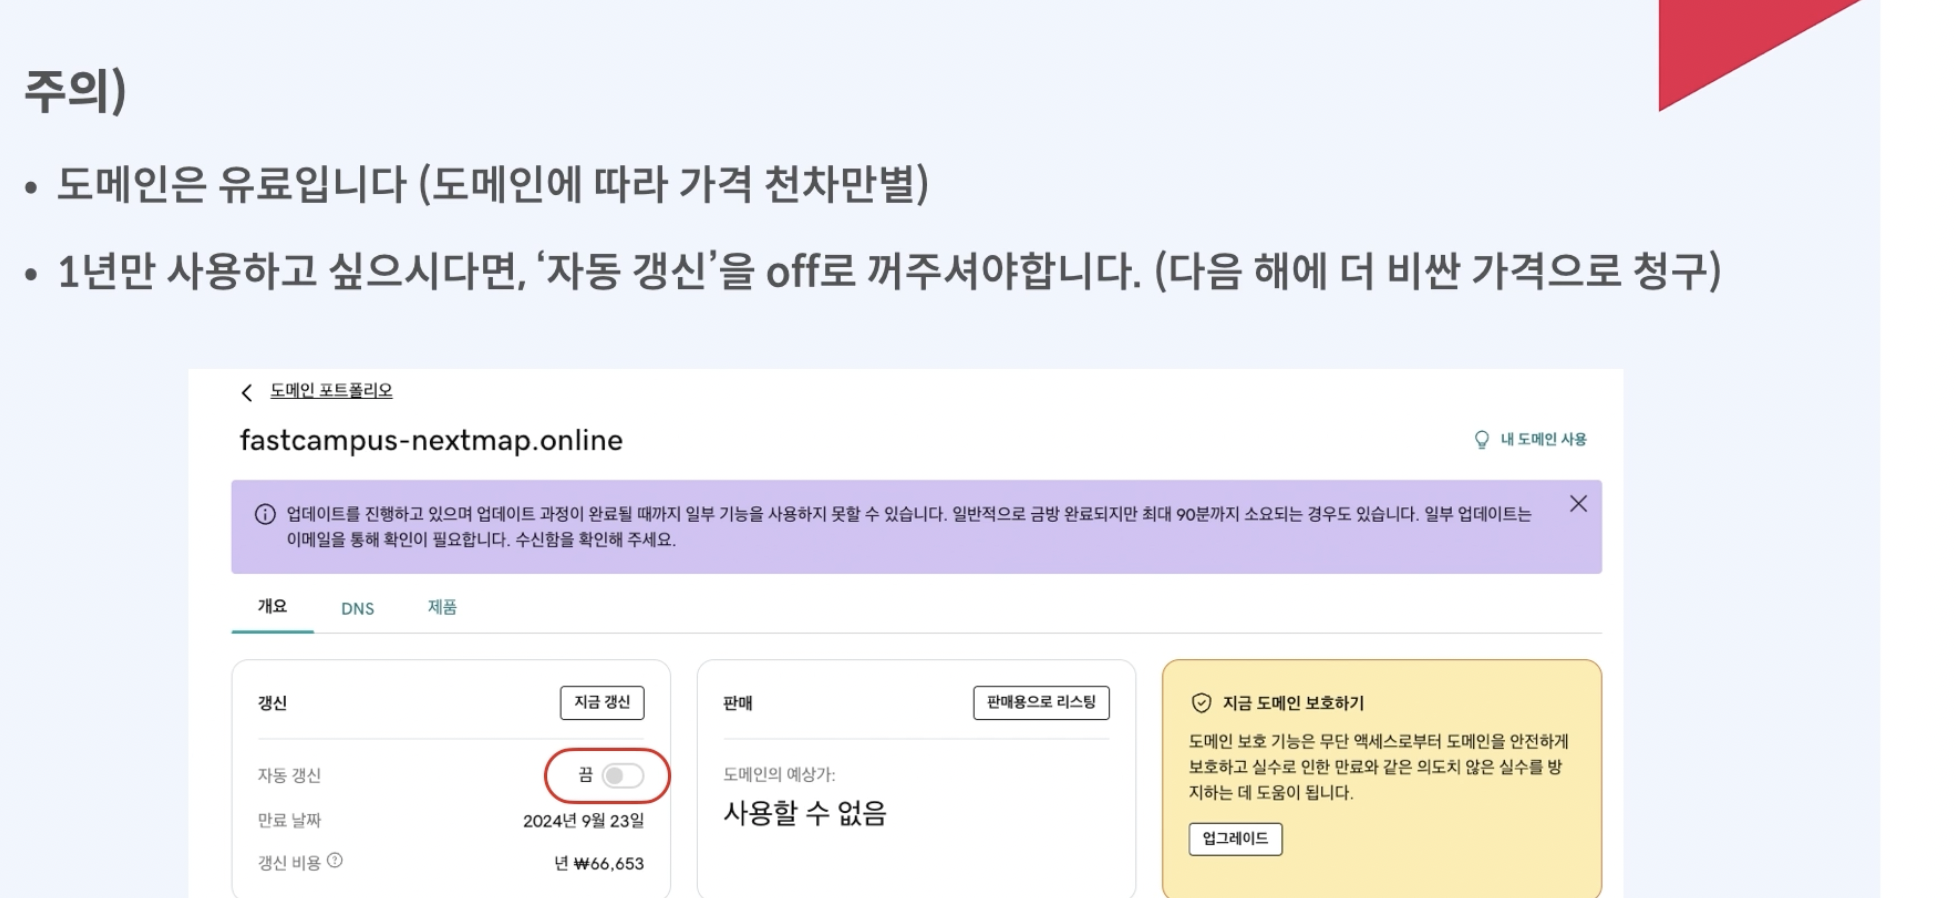 주의)
• 도메인은 유료입니다 (도메인에 따라 가격 천차만별)
• 1년만 사용하고 싶으시다면, ‘자동 갱신’을 off로 꺼주셔야합니다. (다음 해에 더 비싼 가격으로 청구)
도메인 포트폴리오
fastcampus-nextmap.online
내 도메인 사용
업데이트를 진행하고 있으며 업데이트 과정이 완료될 때까지 일부 기능을 사용하지 못할 수 있습니다. 일반적으로 금방 완료되지만 최대 90분까지 소요되는 경우도 있습니다. 일부 업데이트는
이메일을 통해 확인이 필요합니다. 수신함을 확인해 주세요.
개요 DNS 제품
갱신 지금 갱신
자동 갱신 끔
만료 날짜 2024년 9월 23일
갱신 비용 년 ₩66,653
판매 판매용으로 리스팅
도메인의 예상가:
사용할 수 없음
지금 도메인 보호하기
도메인 보호 기능은 무단 액세스로부터 도메인을 안전하게
보호하고 실수로 인한 만료와 같은 의도치 않은 실수를 방
지하는 데 도움이 됩니다.
업그레이드